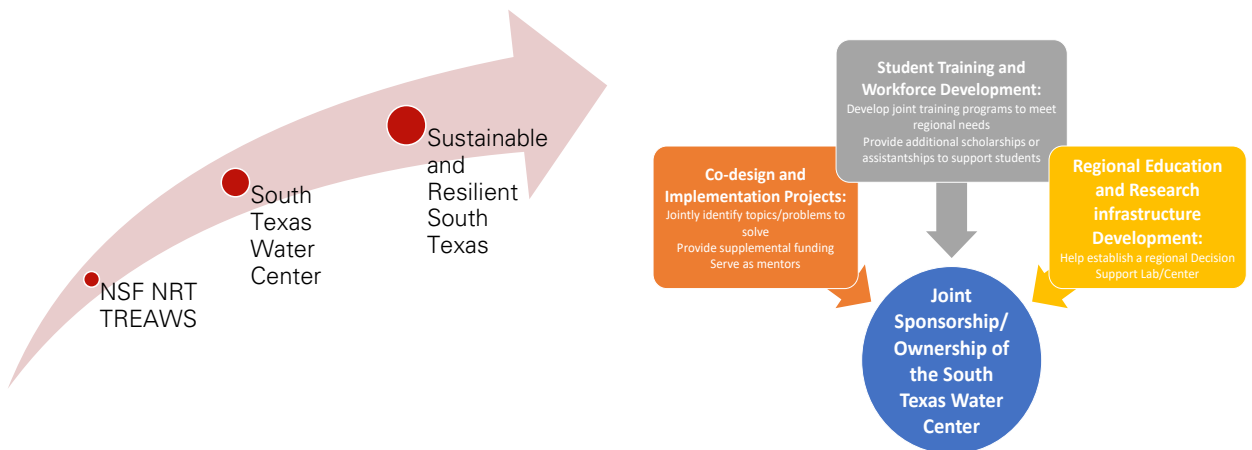 NSF NRT
TREAWS
South
Texas
Water
Center
Sustainable
and
Resilient
South
Texas
Co-design and
Implementation Projects:
Jointly identify topics/problems to
solve
Provide supplemental funding
Serve as mentors
Student Training and
Workforce Development:
Develop joint training programs to meet
regional needs
Provide additional scholarships or
assistantships to support students
Regional Education
and Research
infrastructure
Development:
Help establish a regional Decision
Support Lab/Center
Joint
Sponsorship/
Ownership of
the South
Texas Water
Center